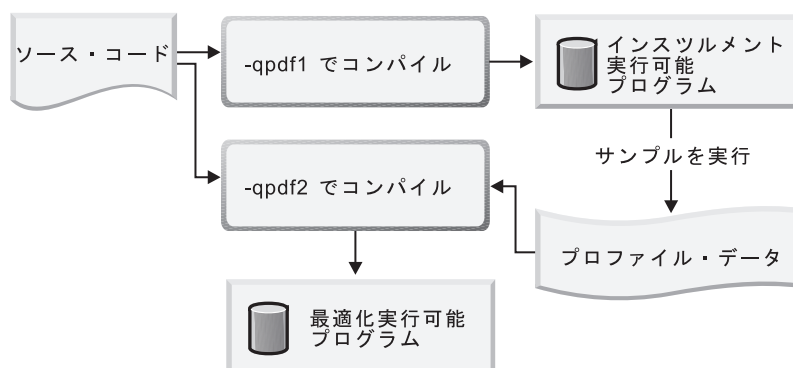 ソース・コード
-qpdf1 でコンパイル
インスツルメント
実行可能
プログラム
サンプルを実行
-qpdf2 でコンパイル
プロファイル・データ
最適化実行可能
プログラム